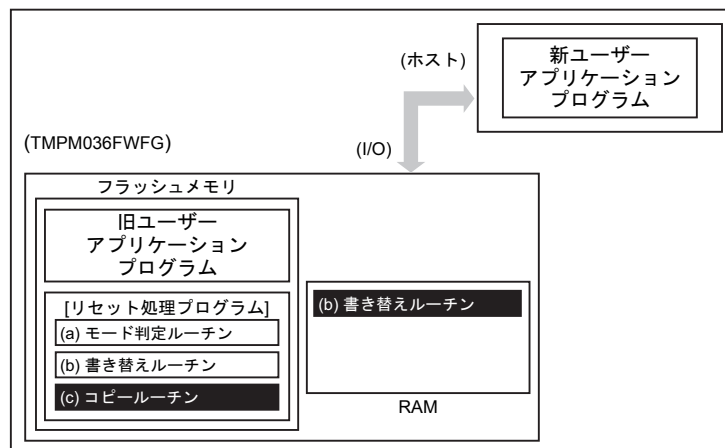 (ホスト)
新ユーザー
アプリケーション
プログラム
(TMPM036FWFG)
(I/O)
フラッシュメモリ
旧ユーザー
アプリケーション
プログラム
[リセット処理プログラム]
(a) モード判定ルーチン
(b) 書き替えルーチン
(c) コピールーチン
(b) 書き替えルーチン
RAM